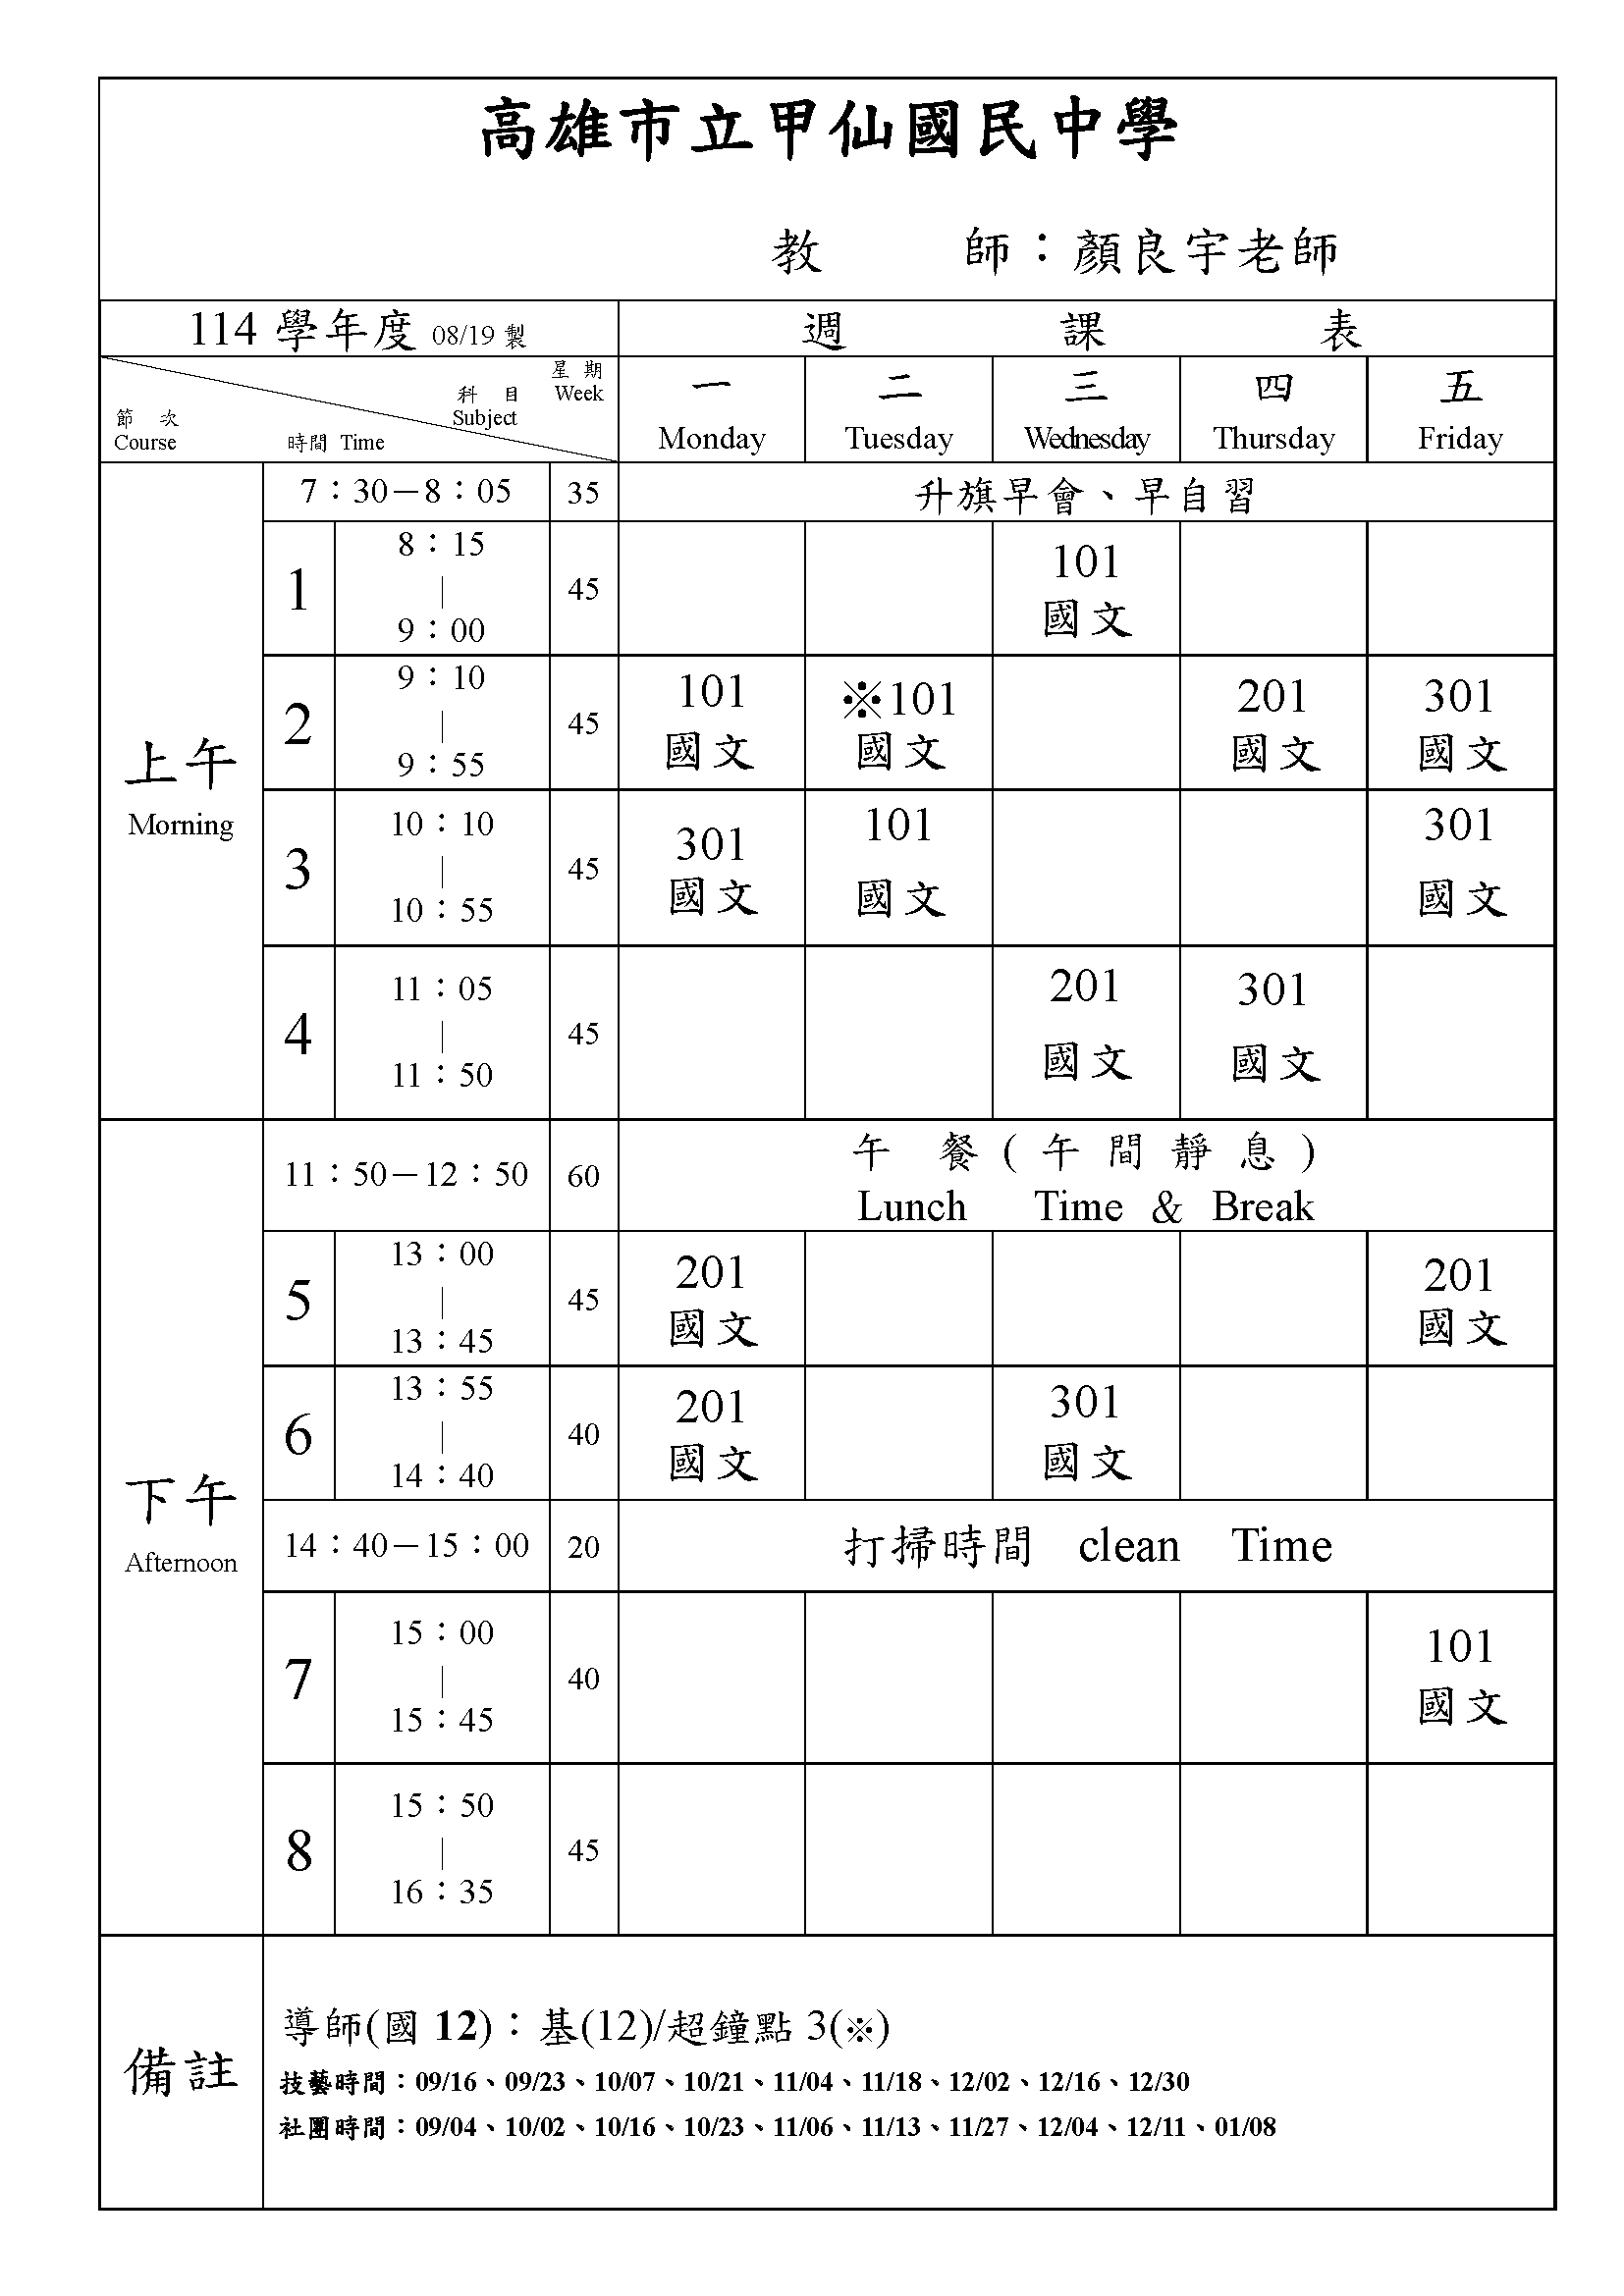 高雄市立甲仙國民中學
教　　師：顏良宇老師
114 學年度 08/19 製　週　課　表
星 期
Week
科 目
Subject
節 次
Course
時間 Time
一 二 三 四 五
Monday Tuesday Wednesday Thursday Friday
上午
Morning
7：30－8：05 35 升旗早會、早自習
1
8：15
｜
9：00
45
101
國文
2
9：10
｜
9：55
45
101
國文
※101
國文
201
國文
301
國文
3
10：10
｜
10：55
45
301
國文
101
國文
301
國文
4
11：05
｜
11：50
45
201
國文
301
國文
下午
Afternoon
11：50－12：50 60
午 餐 ( 午 間 靜 息 )
Lunch Time & Break
5
13：00
｜
13：45
45
201
國文
201
國文
6
13：55
｜
14：40
40
201
國文
301
國文
14：40－15：00 20 打掃時間 clean Time
7
15：00
｜
15：45
40
101
國文
8
15：50
｜
16：35
45
備註
導師(國 12)：基(12)/超鐘點 3(※)
技藝時間：09/16、09/23、10/07、10/21、11/04、11/18、12/02、12/16、12/30
社團時間：09/04、10/02、10/16、10/23、11/06、11/13、11/27、12/04、12/11、01/08